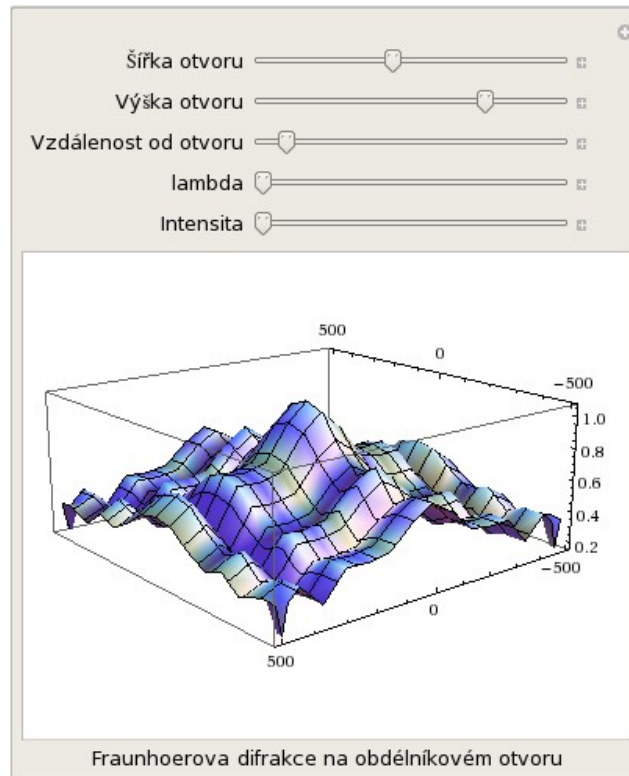 Šířka otvoru
Výška otvoru
Vzdálenost od otvoru
lambda
Intensita
500
0
-500
1.0
0.8
0.6
0.4
0.2
-500
0
500
Fraunhoerova difrakce na obdélníkovém otvoru